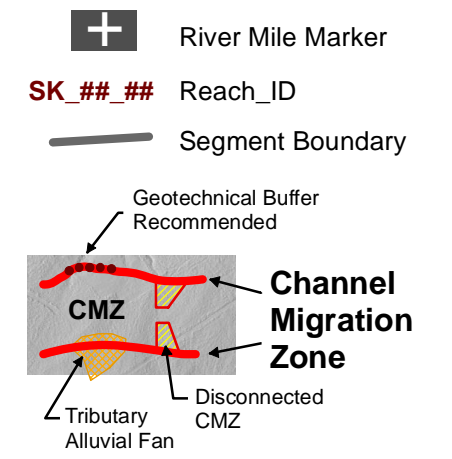 River Mile Marker
SK_##_## Reach_ID
Segment Boundary
Geotechnical Buffer
Recommended
CMZ
Channel
Migration
Zone
Disconnected
CMZ
Tributary
Alluvial Fan